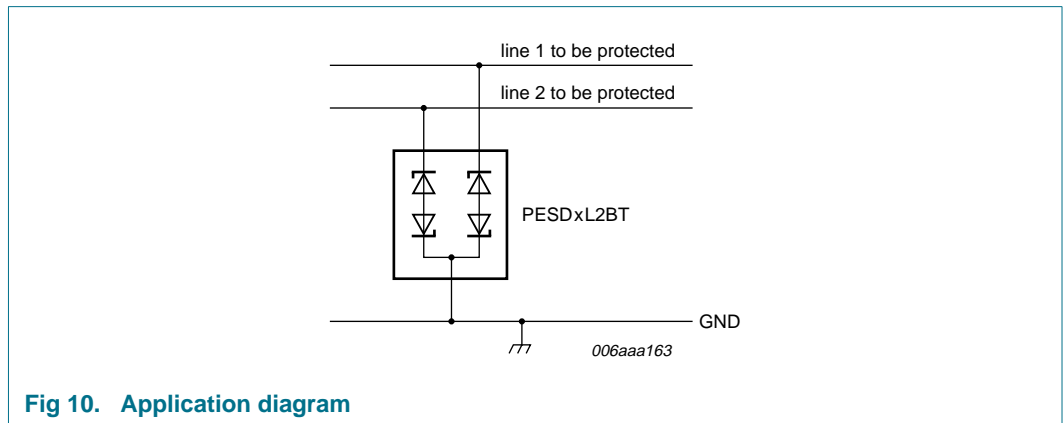 line 1 to be protected
line 2 to be protected
PESDxL2BT
GND
006aaa163
Fig 10. Application diagram